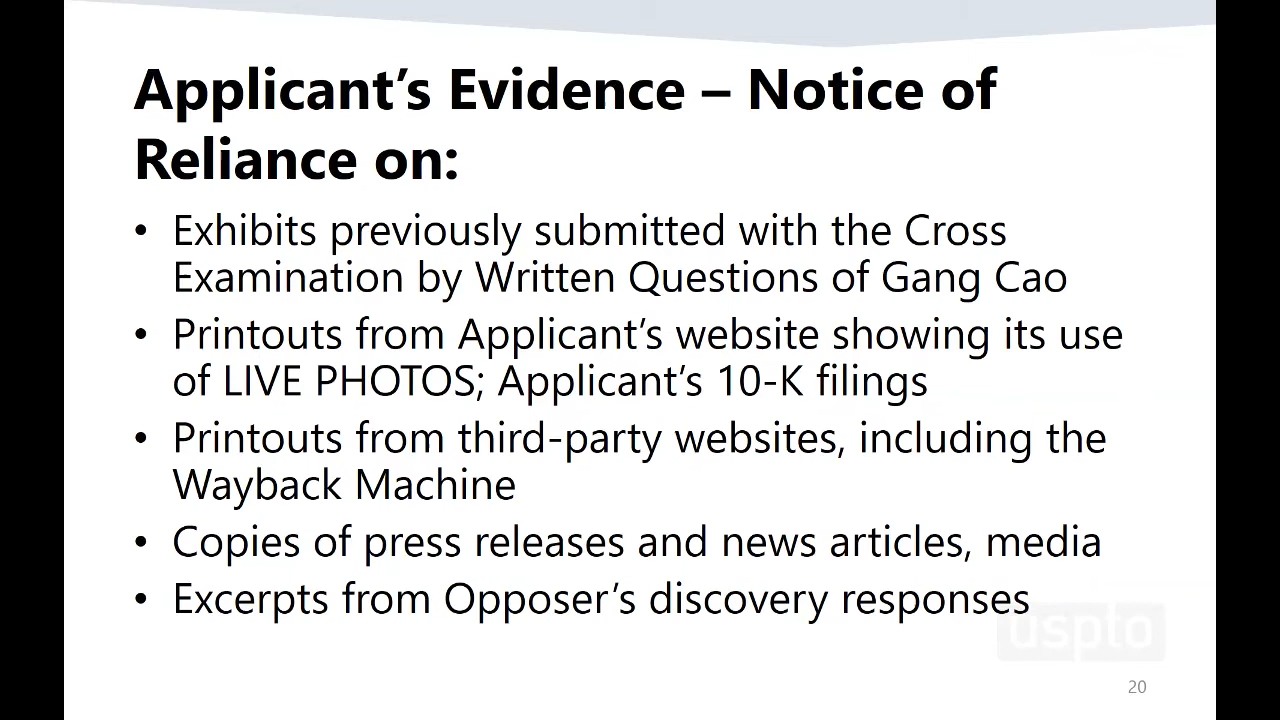 Applicant’s Evidence – Notice of
Reliance on:
• Exhibits previously submitted with the Cross
Examination by Written Questions of Gang Cao
• Printouts from Applicant’s website showing its use
of LIVE PHOTOS; Applicant’s 10-K filings
• Printouts from third-party websites, including the
Wayback Machine
• Copies of press releases and news articles, media
• Excerpts from Opposer’s discovery responses
uspto
20